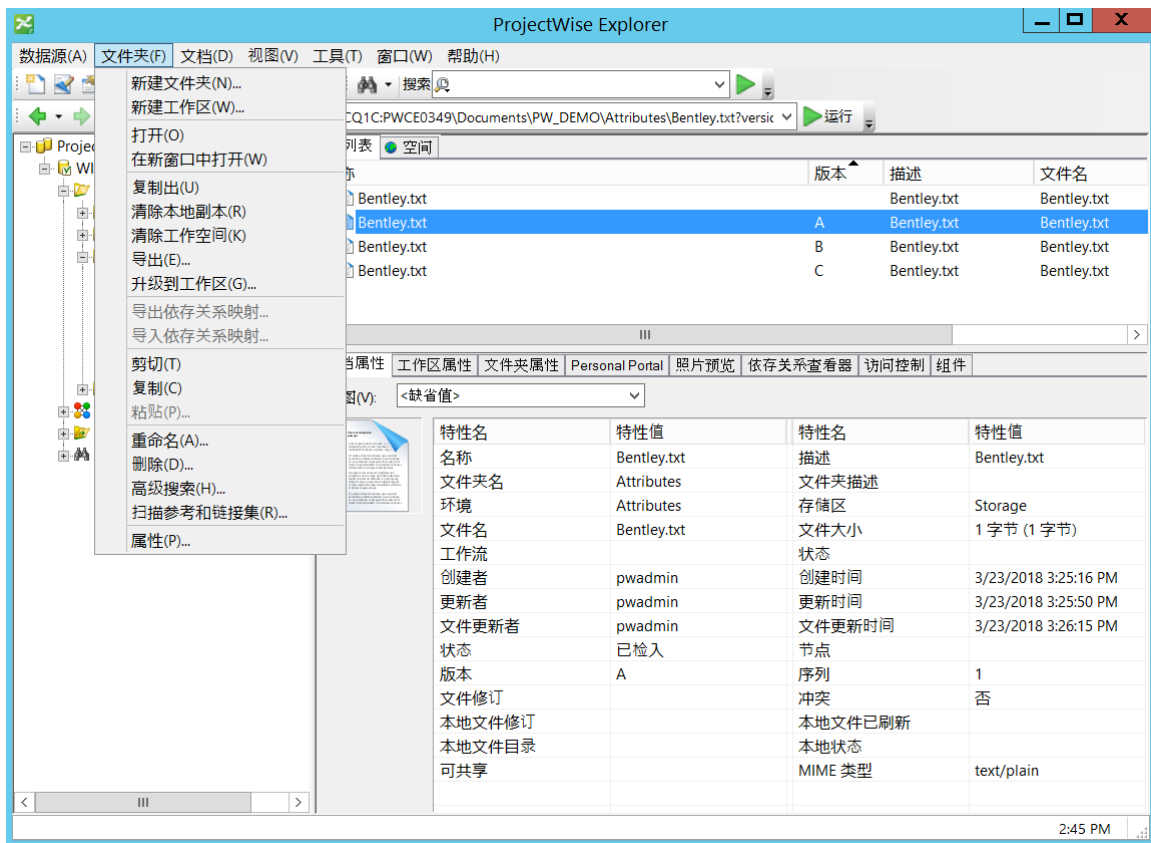 ProjectWise Explorer
数据源(A) 文件夹(F) 文档(D) 视图(V) 工具(T) 窗口(W) 帮助(H)
搜索
CQ1C:PWCE0349\Documents\PW_DEMO\Attributes\Bentley.txt?versic 运行
新建文件夹(N)...
新建工作区(W)...
打开(O)
在新窗口中打开(W)
复制出(U)
清除本地副本(R)
清除工作空间(K)
导出(E)...
升级到工作区(G)...
导出依存关系映射...
导入依存关系映射...
剪切(T)
复制(C)
粘贴(P)...
重命名(A)...
删除(D)...
高级搜索(H)...
扫描参考和链接集(R)...
属性(P)...
Projec
WI
列表 空间
版本 描述 文件名
Bentley.txt Bentley.txt Bentley.txt
Bentley.txt A Bentley.txt Bentley.txt
Bentley.txt B Bentley.txt Bentley.txt
Bentley.txt C Bentley.txt Bentley.txt
档属性 工作区属性 文件夹属性 Personal Portal 照片预览 依存关系查看器 访问控制 组件
图(V): <缺省值>
特性名 特性值 特性名 特性值
名称 Bentley.txt 描述 Bentley.txt
文件夹名 Attributes 文件夹描述
环境 Attributes 存储区 Storage
文件名 Bentley.txt 文件大小 1 字节 (1 字节)
工作流 状态
创建者 pwadmin 创建时间 3/23/2018 3:25:16 PM
更新者 pwadmin 更新时间 3/23/2018 3:25:50 PM
文件更新者 pwadmin 文件更新时间 3/23/2018 3:26:15 PM
状态 已检入 节点
版本 A 序列 1
文件修订 冲突 否
本地文件修订 本地文件已刷新
本地文件目录 本地状态
可共享 MIME 类型 text/plain
2:45 PM